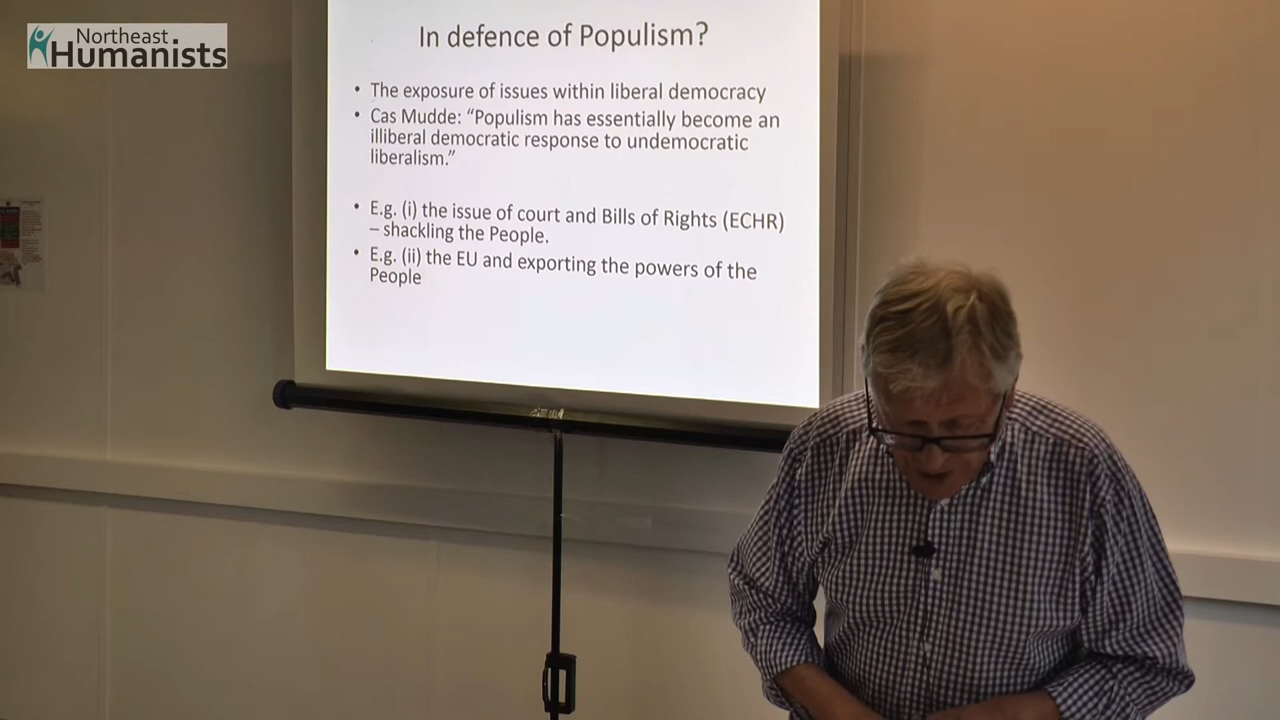 Northeast
Humanists
In defence of Populism?
• The exposure of issues within liberal democracy
• Cas Mudde: “Populism has essentially become an
illiberal democratic response to undemocratic
liberalism.”
• E.g. (i) the issue of court and Bills of Rights (ECHR)
– shackling the People.
• E.g. (ii) the EU and exporting the powers of the
People